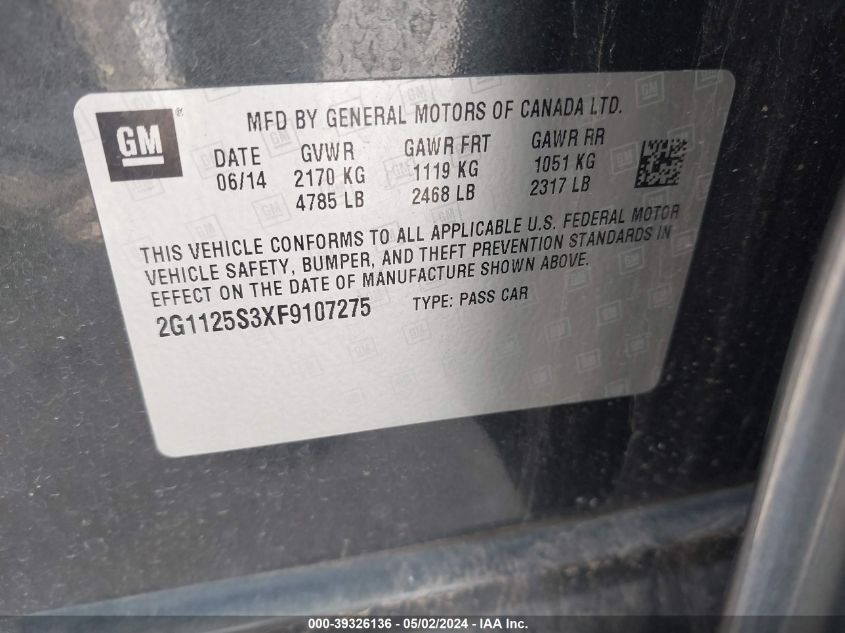 GM ®
MFD BY GENERAL MOTORS OF CANADA LTD.
DATE GVWR GAWR FRT GAWR RR
06/14 2170 KG 1119 KG 1051 KG
4785 LB 2468 LB 2317 LB
THIS VEHICLE CONFORMS TO ALL APPLICABLE U.S. FEDERAL MOTOR
VEHICLE SAFETY, BUMPER, AND THEFT PREVENTION STANDARDS IN
EFFECT ON THE DATE OF MANUFACTURE SHOWN ABOVE.
2G1125S3XF9107275 TYPE: PASS CAR
000-39326136 - 05/02/2024 - IAAI INC.